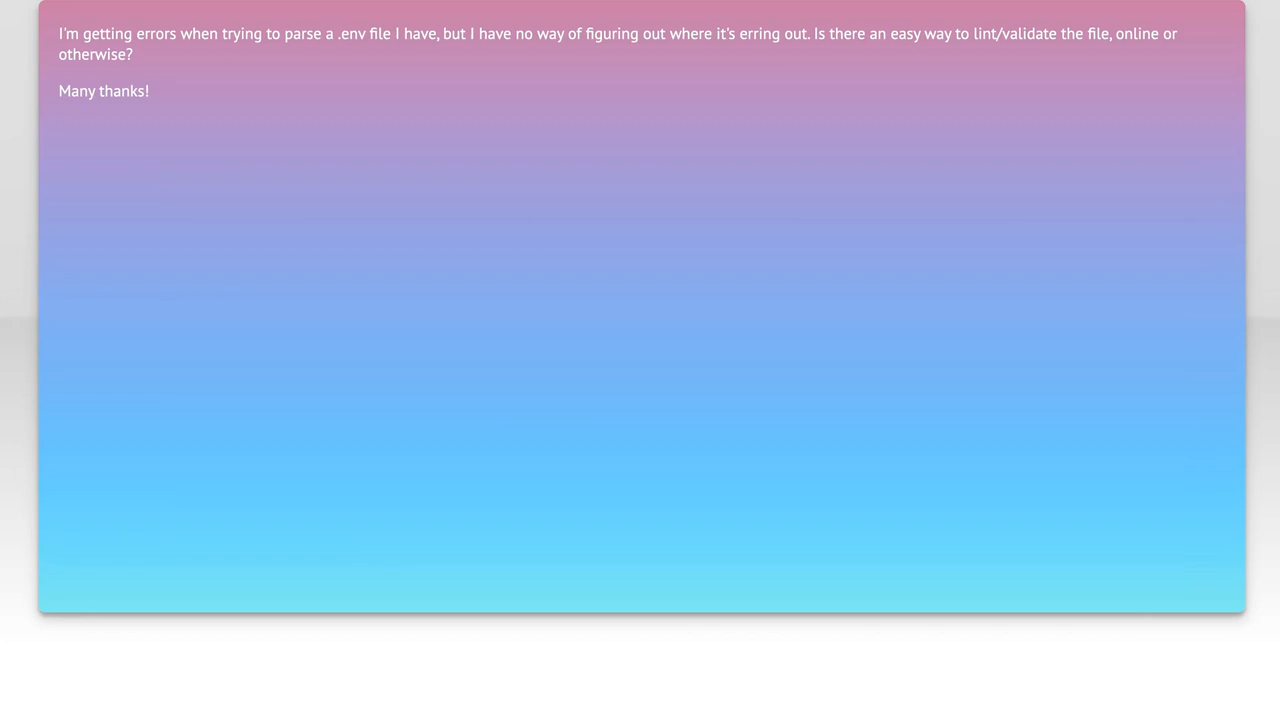 I'm getting errors when trying to parse a .env file I have, but I have no way of figuring out where it's erring out. Is there an easy way to lint/validate the file, online or
otherwise?
Many thanks!